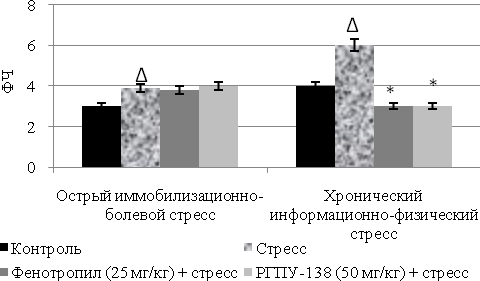 8
6
4
2
0
ФЧ
Δ
Δ
*
*
Острый иммобилизационно-
болевой стресс
Хронический
информационно-физический
стресс
Контроль
Стресс
Фенотропил (25 мг/кг) + стресс
РГПУ-138 (50 мг/кг) + стресс